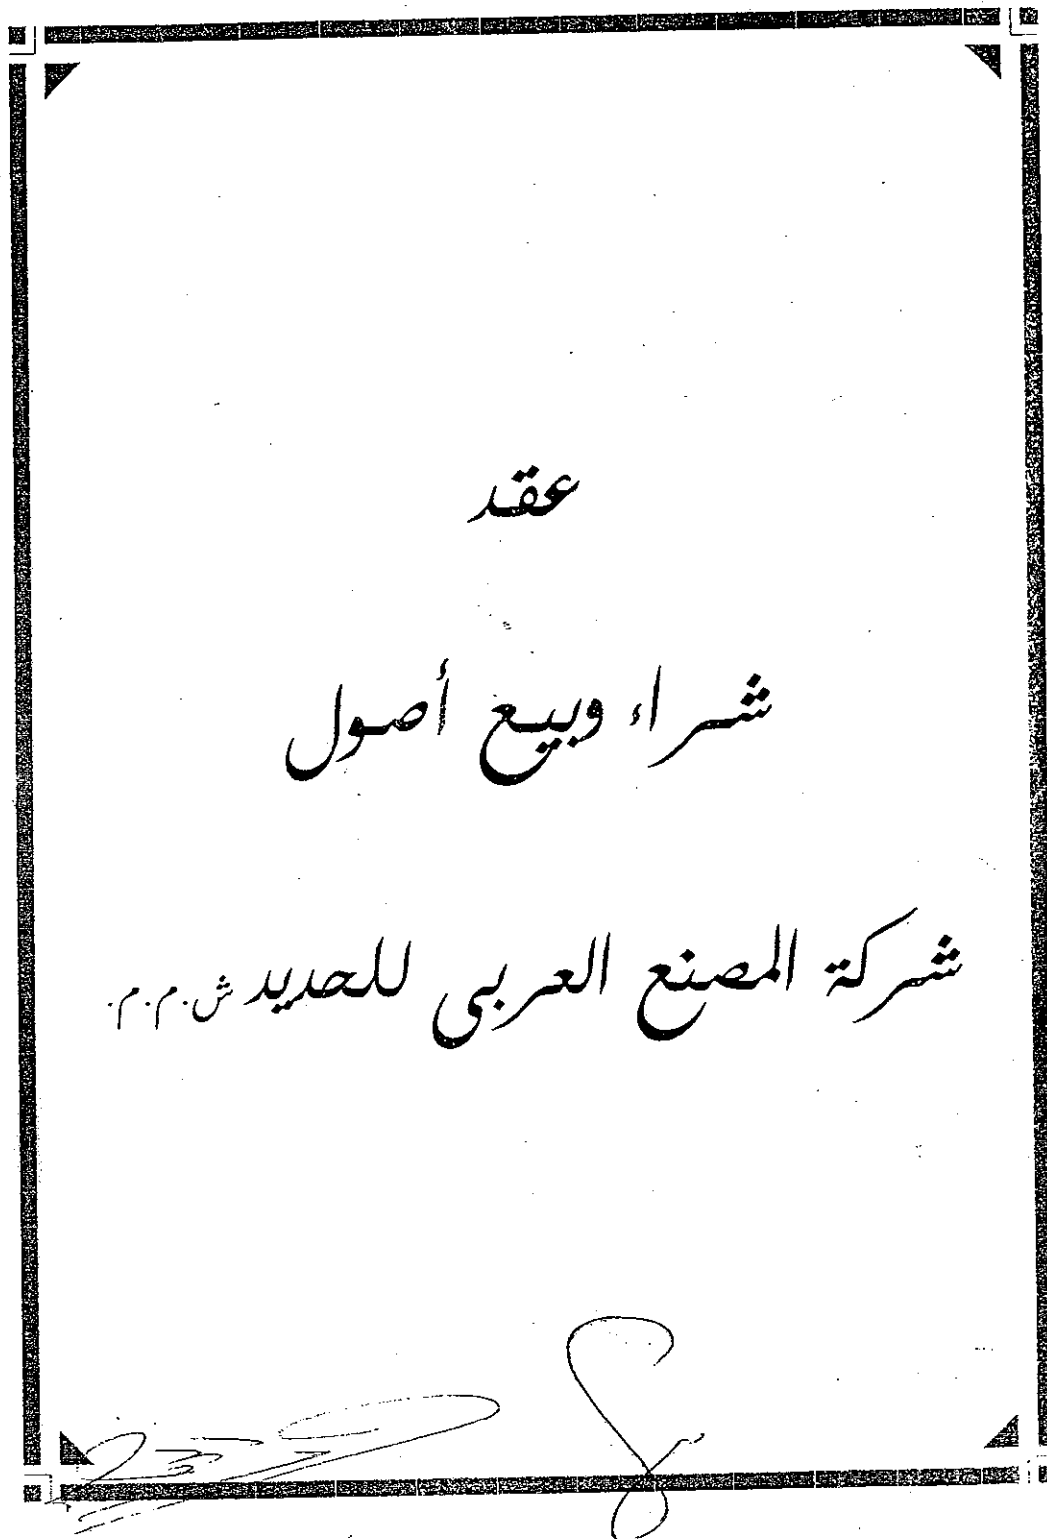 عقد
شراء وبيع أصول
شركة المصنع العربى للحديد ش.م.م.